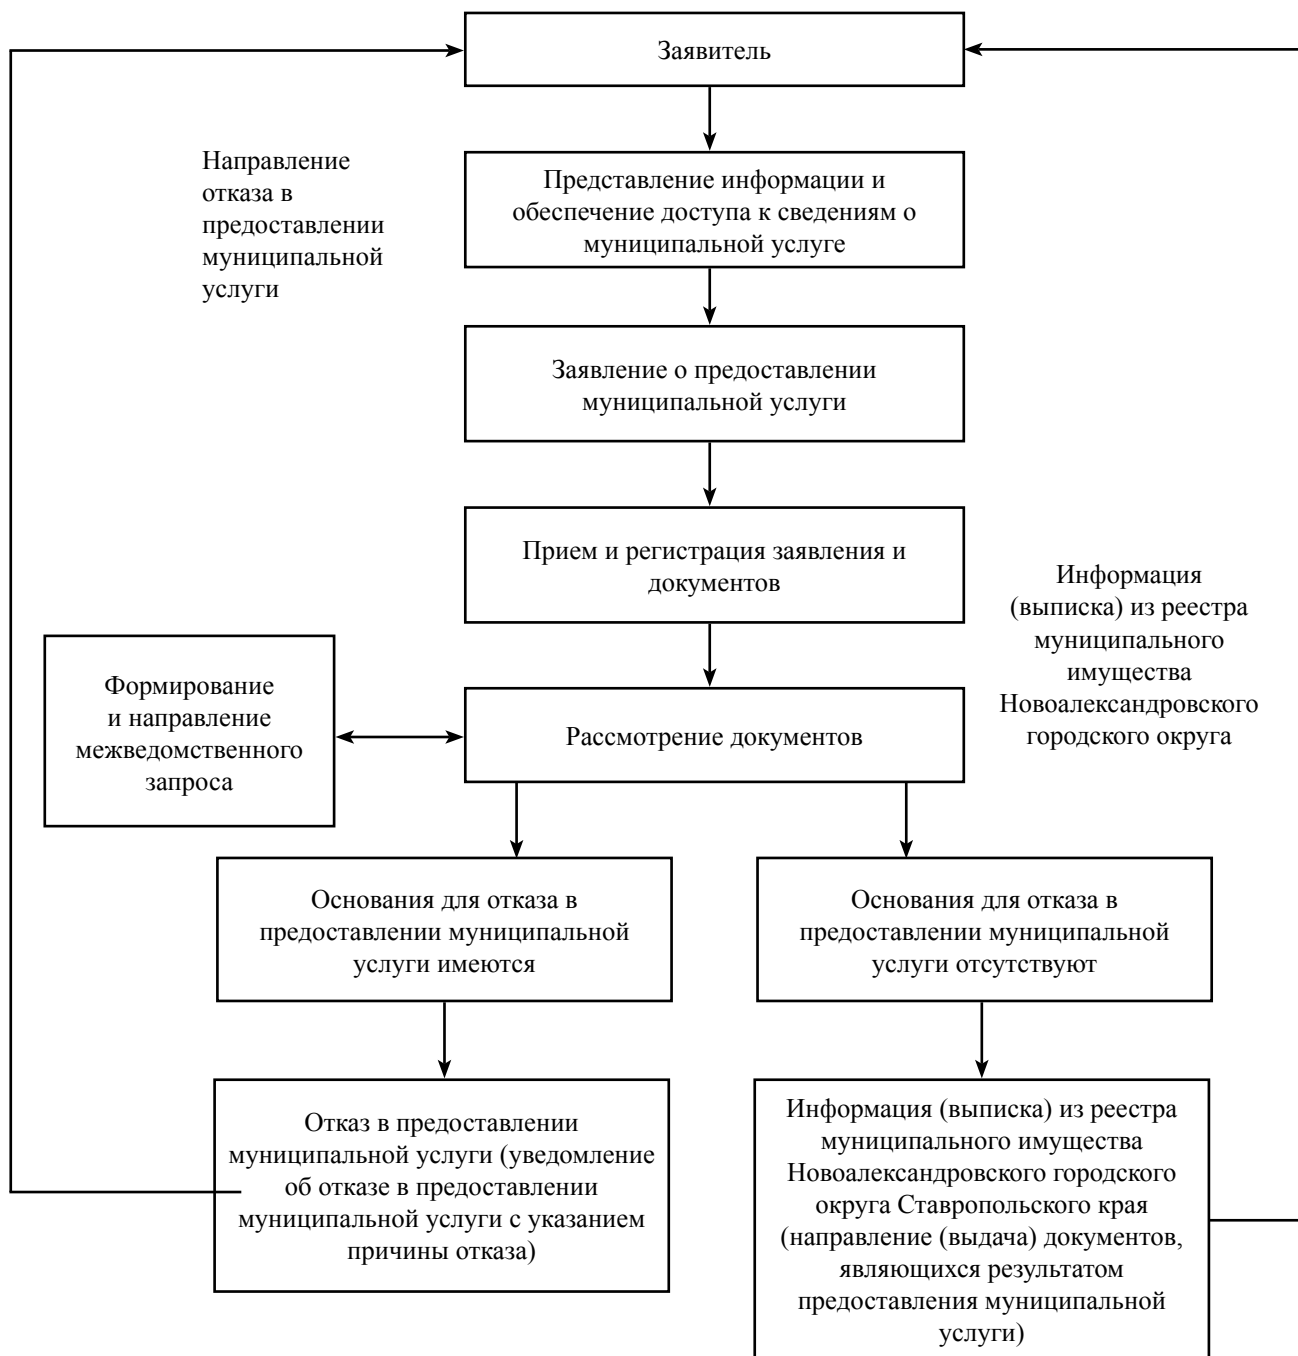 Заявитель
Направление
отказа в
предоставлении
муниципальной
услуги
Представление информации и
обеспечение доступа к сведениям о
муниципальной услуге
Заявление о предоставлении
муниципальной услуги
Прием и регистрация заявления и
документов
Информация
(выписка) из реестра
муниципального
имущества
Новоалександровского
городского округа
Формирование
и направление
межведомственного
запроса
Рассмотрение документов
Основания для отказа в
предоставлении муниципальной
услуги имеются
Основания для отказа в
предоставлении муниципальной
услуги отсутствуют
Отказ в предоставлении
муниципальной услуги (уведомление
об отказе в предоставлении
муниципальной услуги с указанием
причины отказа)
Информация (выписка) из реестра
муниципального имущества
Новоалександровского городского
округа Ставропольского края
(направление (выдача) документов,
являющихся результатом
предоставления муниципальной
услуги)